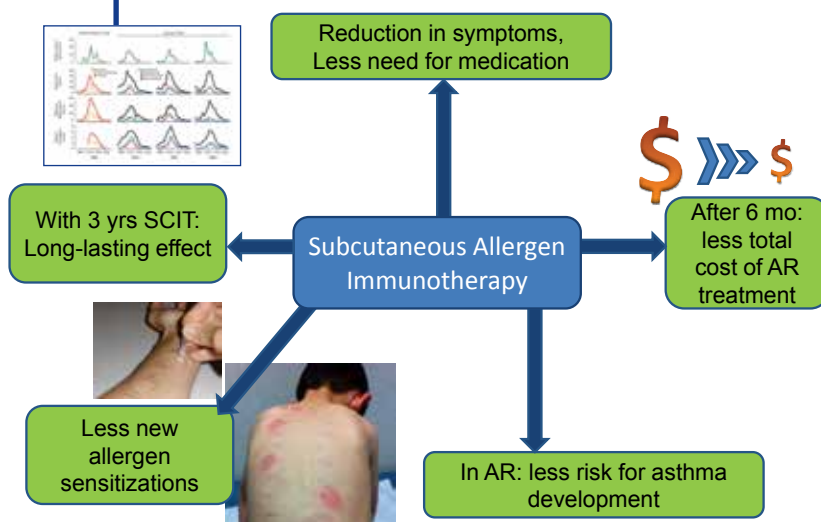 Reduction in symptoms,
Less need for medication
With 3 yrs SCIT:
Long-lasting effect
Subcutaneous Allergen
Immunotherapy
$ $
After 6 mo:
less total
cost of AR
treatment
Less new
allergen
sensitizations
In AR: less risk for asthma
development